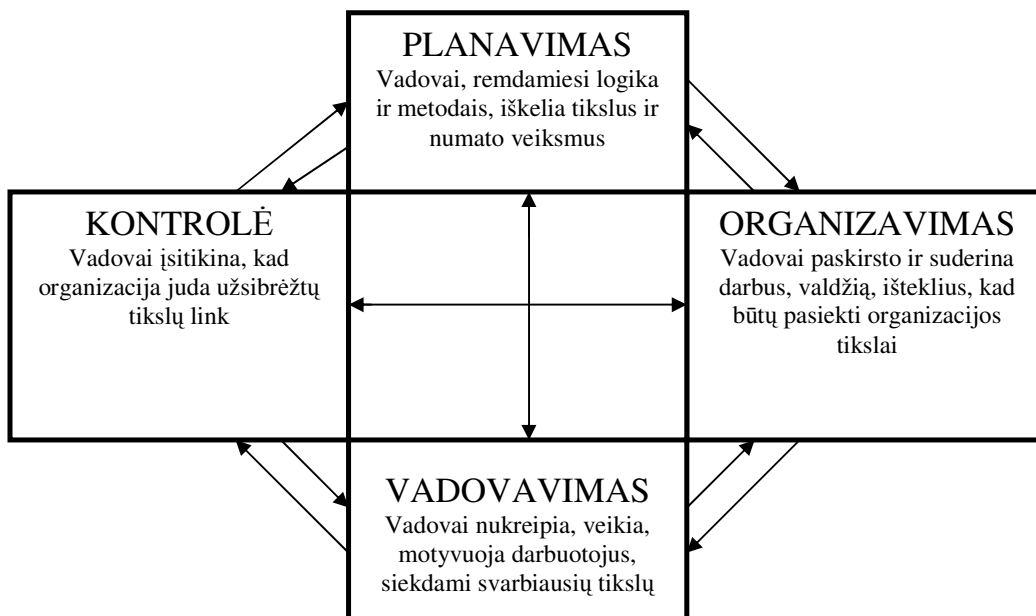 PLANAVIMAS
Vadovai, remdamiesi logika
ir metodais, iškelia tikslus ir
numato veiksmus
KONTROLĖ
Vadovai įsitikina, kad
organizacija juda užsibrėžtų
tikslų link
ORGANIZAVIMAS
Vadovai paskirsto ir suderina
darbus, valdžią, išteklius, kad
būtų pasiekti organizacijos
tikslai
VADOVAVIMAS
Vadovai nukreipia, veikia,
motyvuoja darbuotojus,
siekdami svarbiausių tikslų